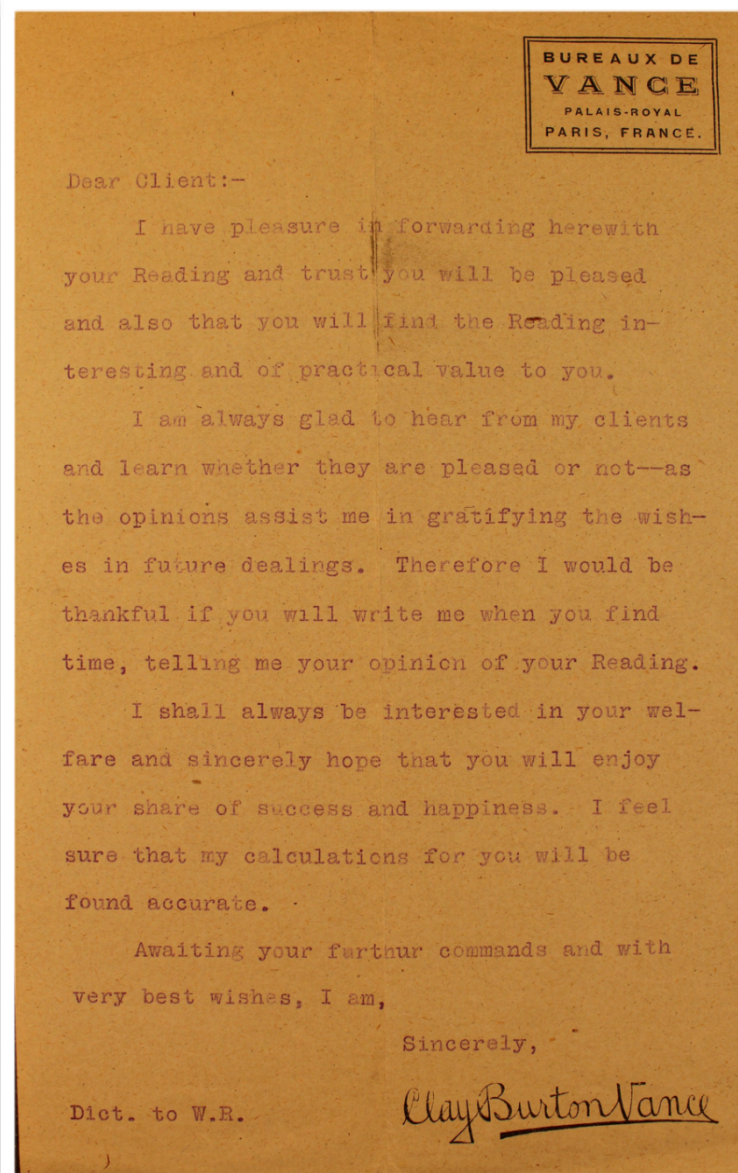 BUREAUX DE
VANCE
PALAIS-ROYAL
PARIS, FRANCE.
Dear Client:-
I have pleasure in forwarding herewith
your Reading and trust you will be pleased
and also that you will find the Reading in-
teresting and of practical value to you.
I am always glad to hear from my clients
and learn whether they are pleased or not--as
the opinions assist me in gratifying the wish-
es in future dealings. Therefore I would be
thankful if you will write me when you find
time, telling me your opinion of your Reading.
I shall always be interested in your wel-
fare and sincerely hope that you will enjoy
your share of success and happiness. I feel
sure that my calculations for you will be
found accurate.
Awaiting your furthur commands and with
very best wishes, I am,
Sincerely,
Clay Burton Vance
Dict. to W.R.